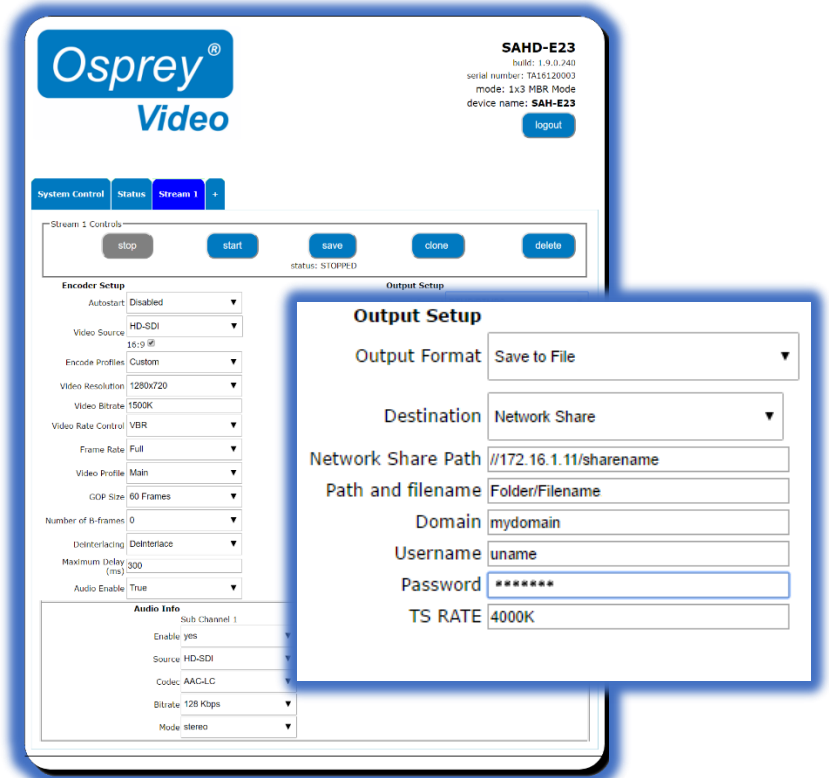 Osprey®
Video
SAHD-E23
build: 1.9.0.240
serial number: TA16120003
mode: 1x3 MBR Mode
device name: SAH-E23
logout
System Control Status Stream 1 +
Stream 1 Controls
stop start save clone delete
status: STOPPED
Encoder Setup
Autostart Disabled
Video Source HD-SDI
16:9
Encode Profiles Custom
Video Resolution 1280x720
Video Bitrate 1500K
Video Rate Control VBR
Frame Rate Full
Video Profile Main
GOP Size 60 Frames
Number of B-frames 0
Deinterlacing Deinterlace
Maximum Delay
(ms) 300
Audio Enable True
Audio Info
Sub Channel 1
Enable yes
Source HD-SDI
Codec AAC-LC
Bitrate 128 Kbps
Mode stereo
Output Setup
Output Setup
Output Format Save to File
Destination Network Share
Network Share Path //172.16.1.11/sharename
Path and filename Folder/Filename
Domain mydomain
Username uname
Password *******
TS RATE 4000K